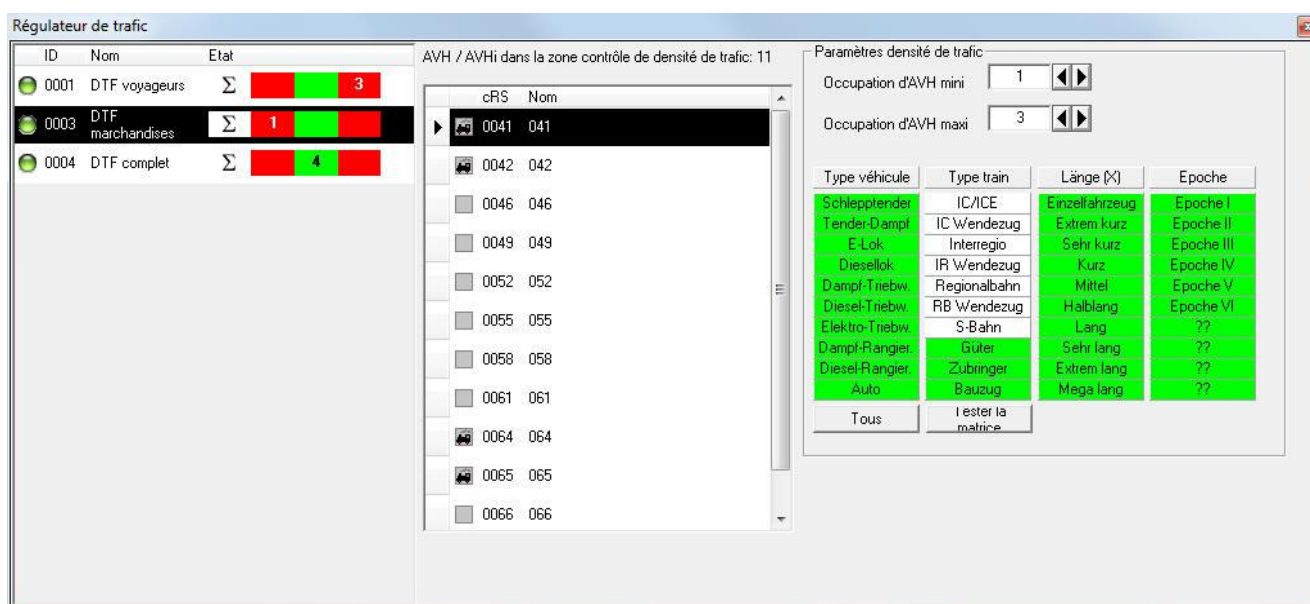 Régulateur de trafic
ID Nom Etat
0001 DTF voyageurs Σ 3
0003 DTF marchandises Σ 1
0004 DTF complet Σ 4
AVH / AVHi dans la zone contrôle de densité de trafic: 11
cRS Nom
0041 041
0042 042
0046 046
0049 049
0052 052
0055 055
0058 058
0061 061
0064 064
0065 065
0066 066
Paramètres densité de trafic
Occupation d'AVH mini 1
Occupation d'AVH maxi 3
Type véhicule Type train Länge (X) Epoche
Schlepptender IC/ICE Einzelfahrzeug Epoche I
Tender-Dampf IC Wendezug Extrem kurz Epoche II
E-Lok Interregio Sehr kurz Epoche III
Diesellok IR Wendezug Kurz Epoche IV
Dampf-Triebw. Regionalbahn Mittel Epoche V
Diesel-Triebw. RB Wendezug Halblang Epoche VI
Elektro-Triebw. S-Bahn Lang ??
Dampf-Rangier. Güter Sehr lang ??
Diesel-Rangier. Zubringer Extrem lang ??
Auto Bauzug Mega lang ??
Tous Tester la matrice